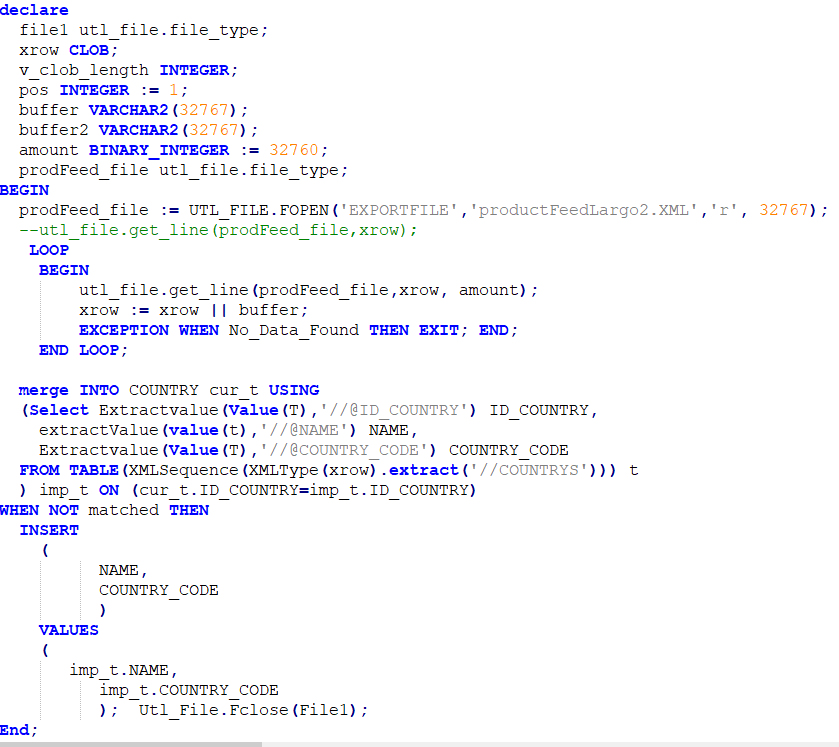 declare
file1 utl_file.file_type;
xrow CLOB;
v_clob_length INTEGER;
pos INTEGER := 1;
buffer VARCHAR2(32767);
buffer2 VARCHAR2(32767);
amount BINARY_INTEGER := 32760;
prodFeed_file utl_file.file_type;
BEGIN
prodFeed_file := UTL_FILE.FOPEN('EXPORTFILE','productFeedLargo2.XML','r', 32767);
--utl_file.get_line(prodFeed_file,xrow);
LOOP
BEGIN
utl_file.get_line(prodFeed_file,xrow, amount);
xrow := xrow || buffer;
EXCEPTION WHEN No_Data_Found THEN EXIT; END;
END LOOP;
merge INTO COUNTRY cur_t USING
(Select Extractvalue(Value(T),'//@ID_COUNTRY') ID_COUNTRY,
extractValue(value(t),'//@NAME') NAME,
Extractvalue(Value(T),'//@COUNTRY_CODE') COUNTRY_CODE
FROM TABLE(XMLSequence(XMLType(xrow).extract('//COUNTRYS'))) t
) imp_t ON (cur_t.ID_COUNTRY=imp_t.ID_COUNTRY)
WHEN NOT matched THEN
INSERT
(
NAME,
COUNTRY_CODE
)
VALUES
(
imp_t.NAME,
imp_t.COUNTRY_CODE
); Utl_File.Fclose(File1);
End;